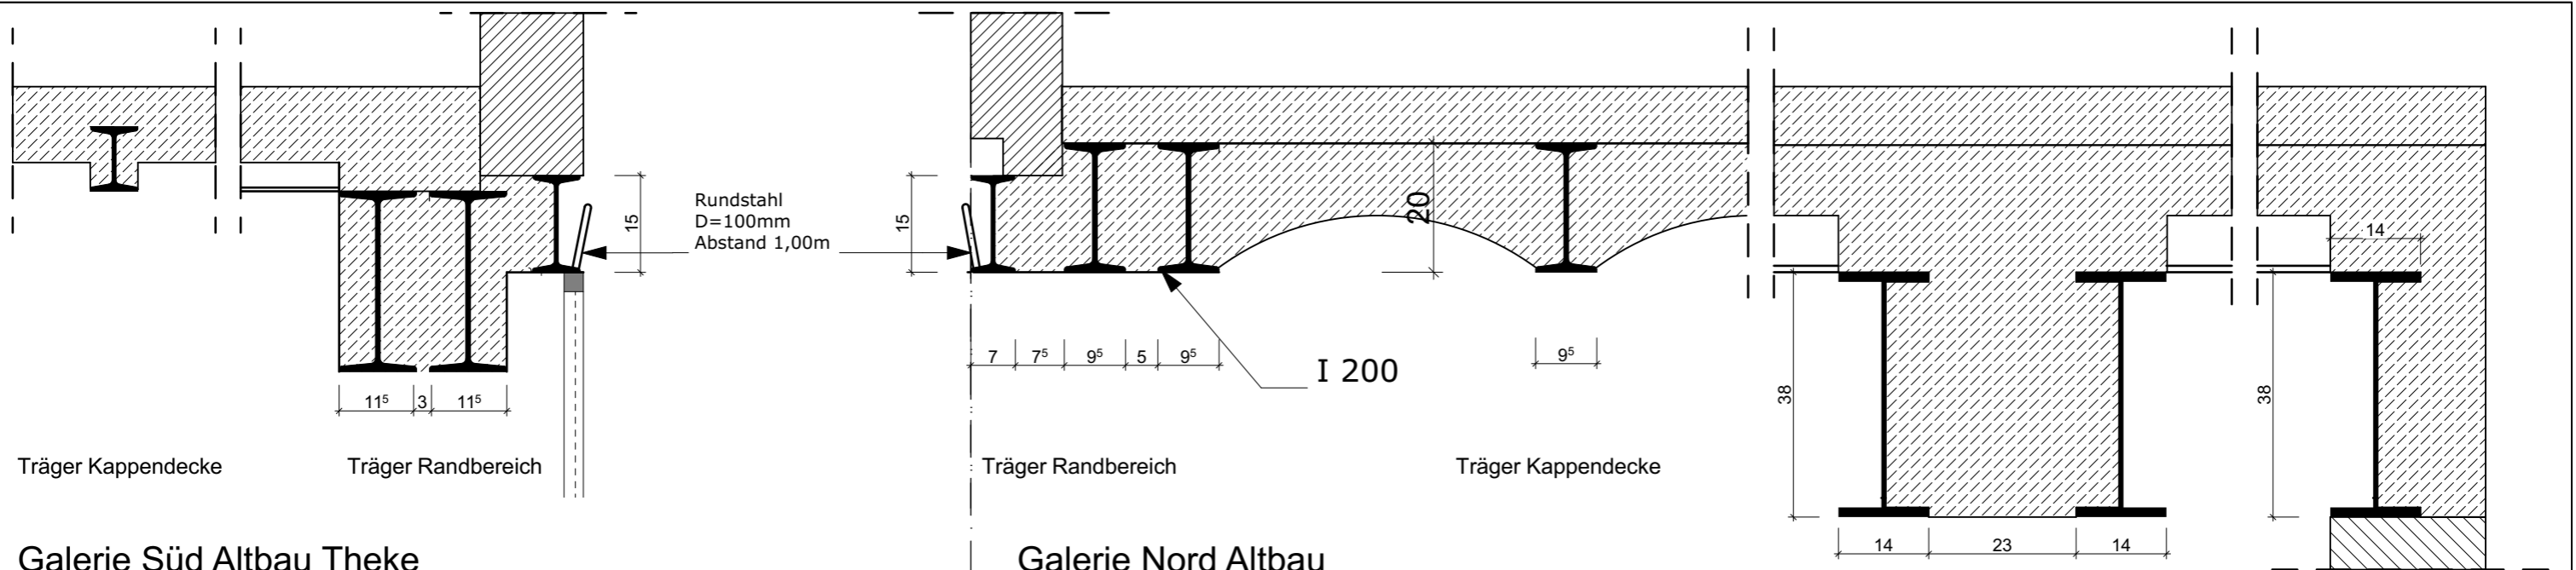 Rundstahl
D=100mm
Abstand 1,00m
15
15
20
14
7 7⁵ 9⁵ 5 9⁵
9⁵
I 200
38
38
11⁵ 3 11⁵
Träger Kappendecke
Träger Randbereich
Träger Randbereich
Träger Kappendecke
14 23 14
Galerie Süd Altbau Theke
Galerie Nord Altbau